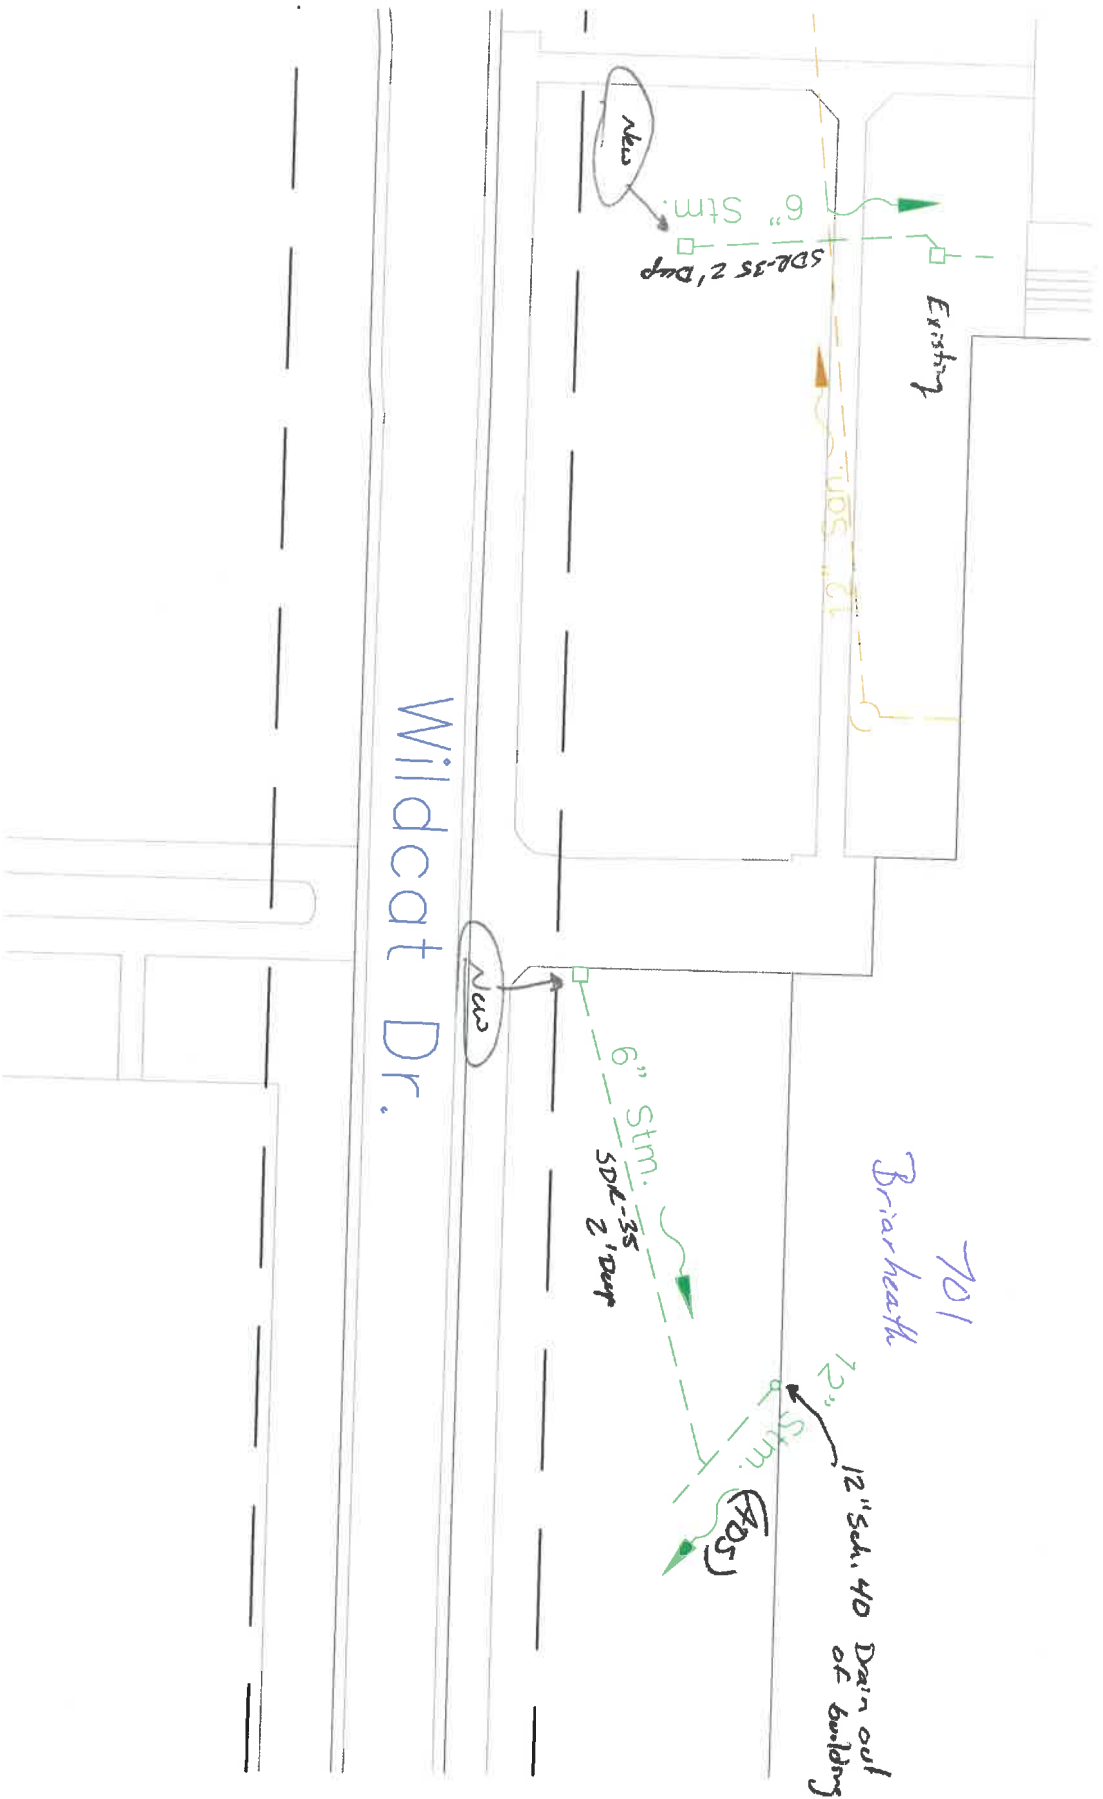 New
6" Stm.
SDR-35 2' Deep
Existing
12" San.
Wildcat Dr.
New
6" Stm.
SDR-35
2' Deep
701
Briarheath
12"
Stm.
(ADS)
12" Sch. 40 Drain out
of building